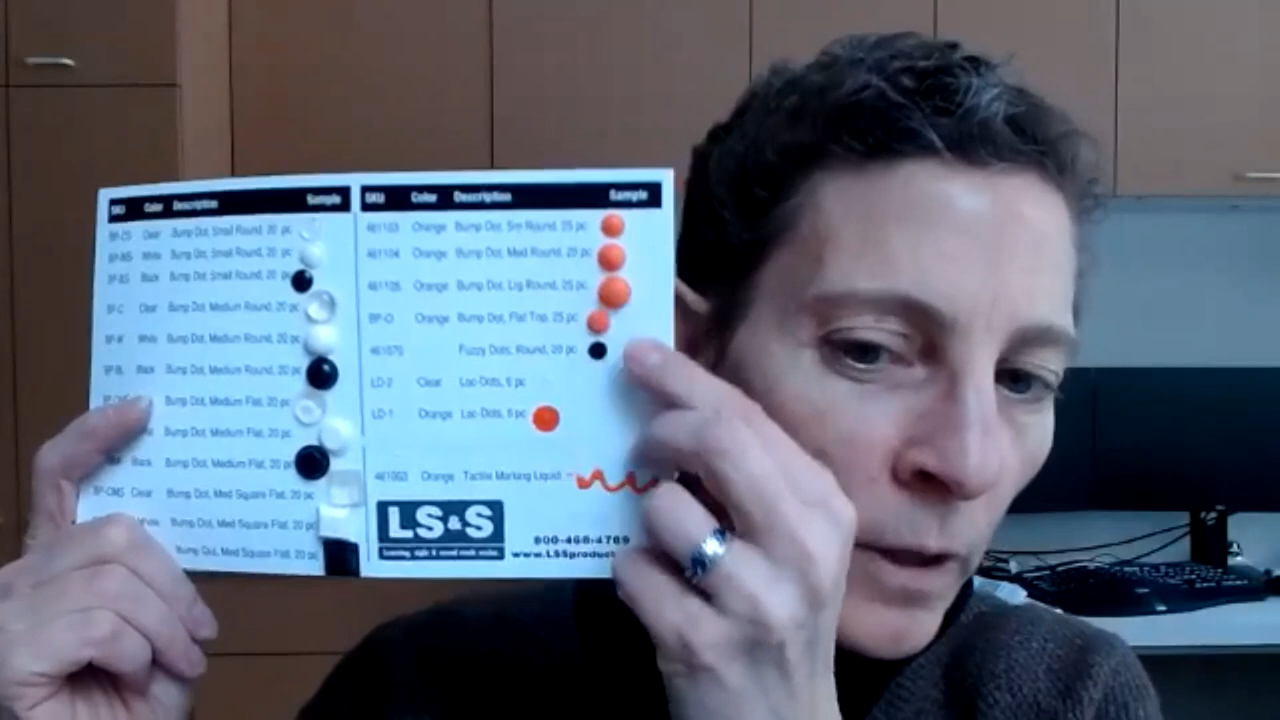 SKU Color Description Sample
BP-CS Clear Bump Dot, Small Round, 20 pc
BP-WS White Bump Dot, Small Round, 20 pc
BP-BS Black Bump Dot, Small Round, 20 pc
BP-C Clear Bump Dot, Medium Round, 20 pc
BP-W White Bump Dot, Medium Round, 20 pc
BP-BL Black Bump Dot, Medium Round, 20 pc
Bump Dot, Medium Flat, 20 pc
Bump Dot, Medium Flat, 20 pc
Black Bump Dot, Medium Flat, 20 pc
BP-CMS Clear Bump Dot, Med Square Flat, 20 pc
White Bump Dot, Med Square Flat, 20 pc
Bump Dot, Med Square Flat, 20 pc
SKU Color Description Sample
461103 Orange Bump Dot, Sm Round, 25 pc
461104 Orange Bump Dot, Med Round, 25 pc
461105 Orange Bump Dot, Lrg Round, 25 pc
BP-O Orange Bump Dot, Flat Top, 25 pc
461070 Fuzzy Dots, Round, 20 pc
LD-2 Clear Loc-Dots, 6 pc
LD-1 Orange Loc-Dots, 6 pc
461003 Orange Tactile Marking Liquid
LS&S
800-468-4789
www.LSSproduct